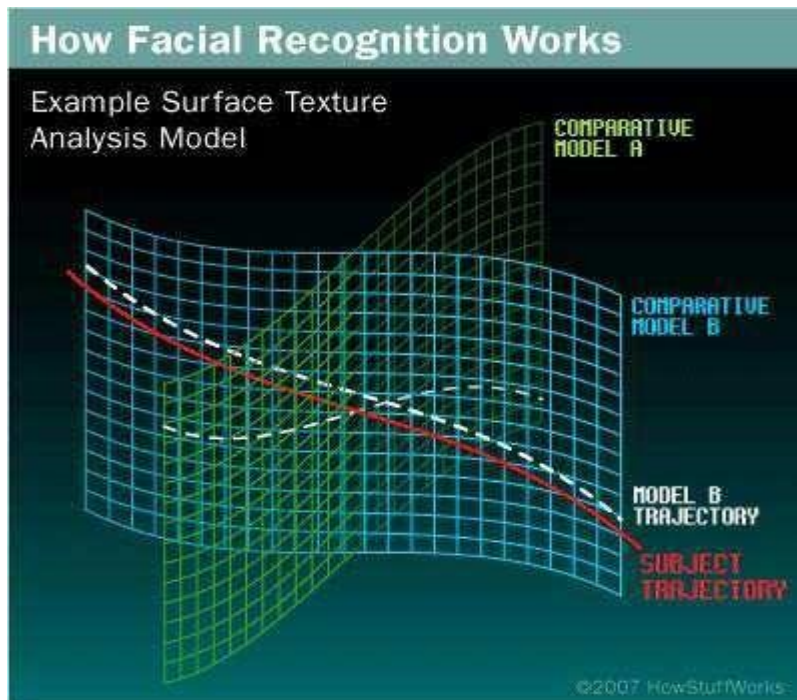 How Facial Recognition Works
Example Surface Texture
Analysis Model
COMPARATIVE
MODEL A
COMPARATIVE
MODEL B
MODEL B
TRAJECTORY
SUBJECT
TRAJECTORY
©2007 HowStuffWorks